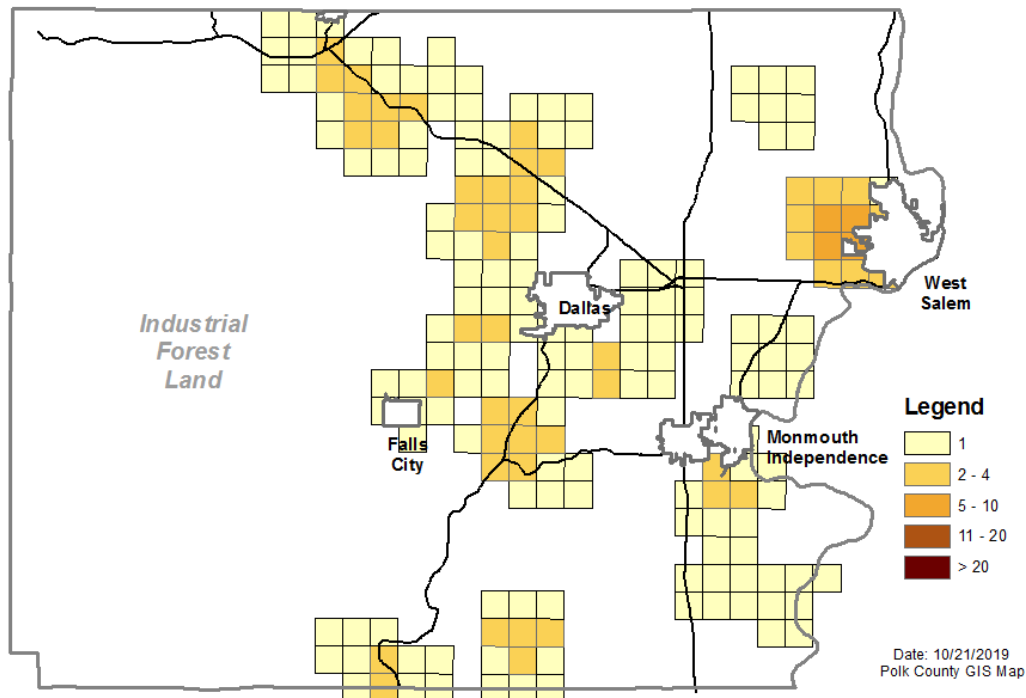 Industrial
Forest
Land
Dallas
West
Salem
Falls
City
Monmouth
Independence
Legend
1
2 - 4
5 - 10
11 - 20
> 20
Date: 10/21/2019
Polk County GIS Map